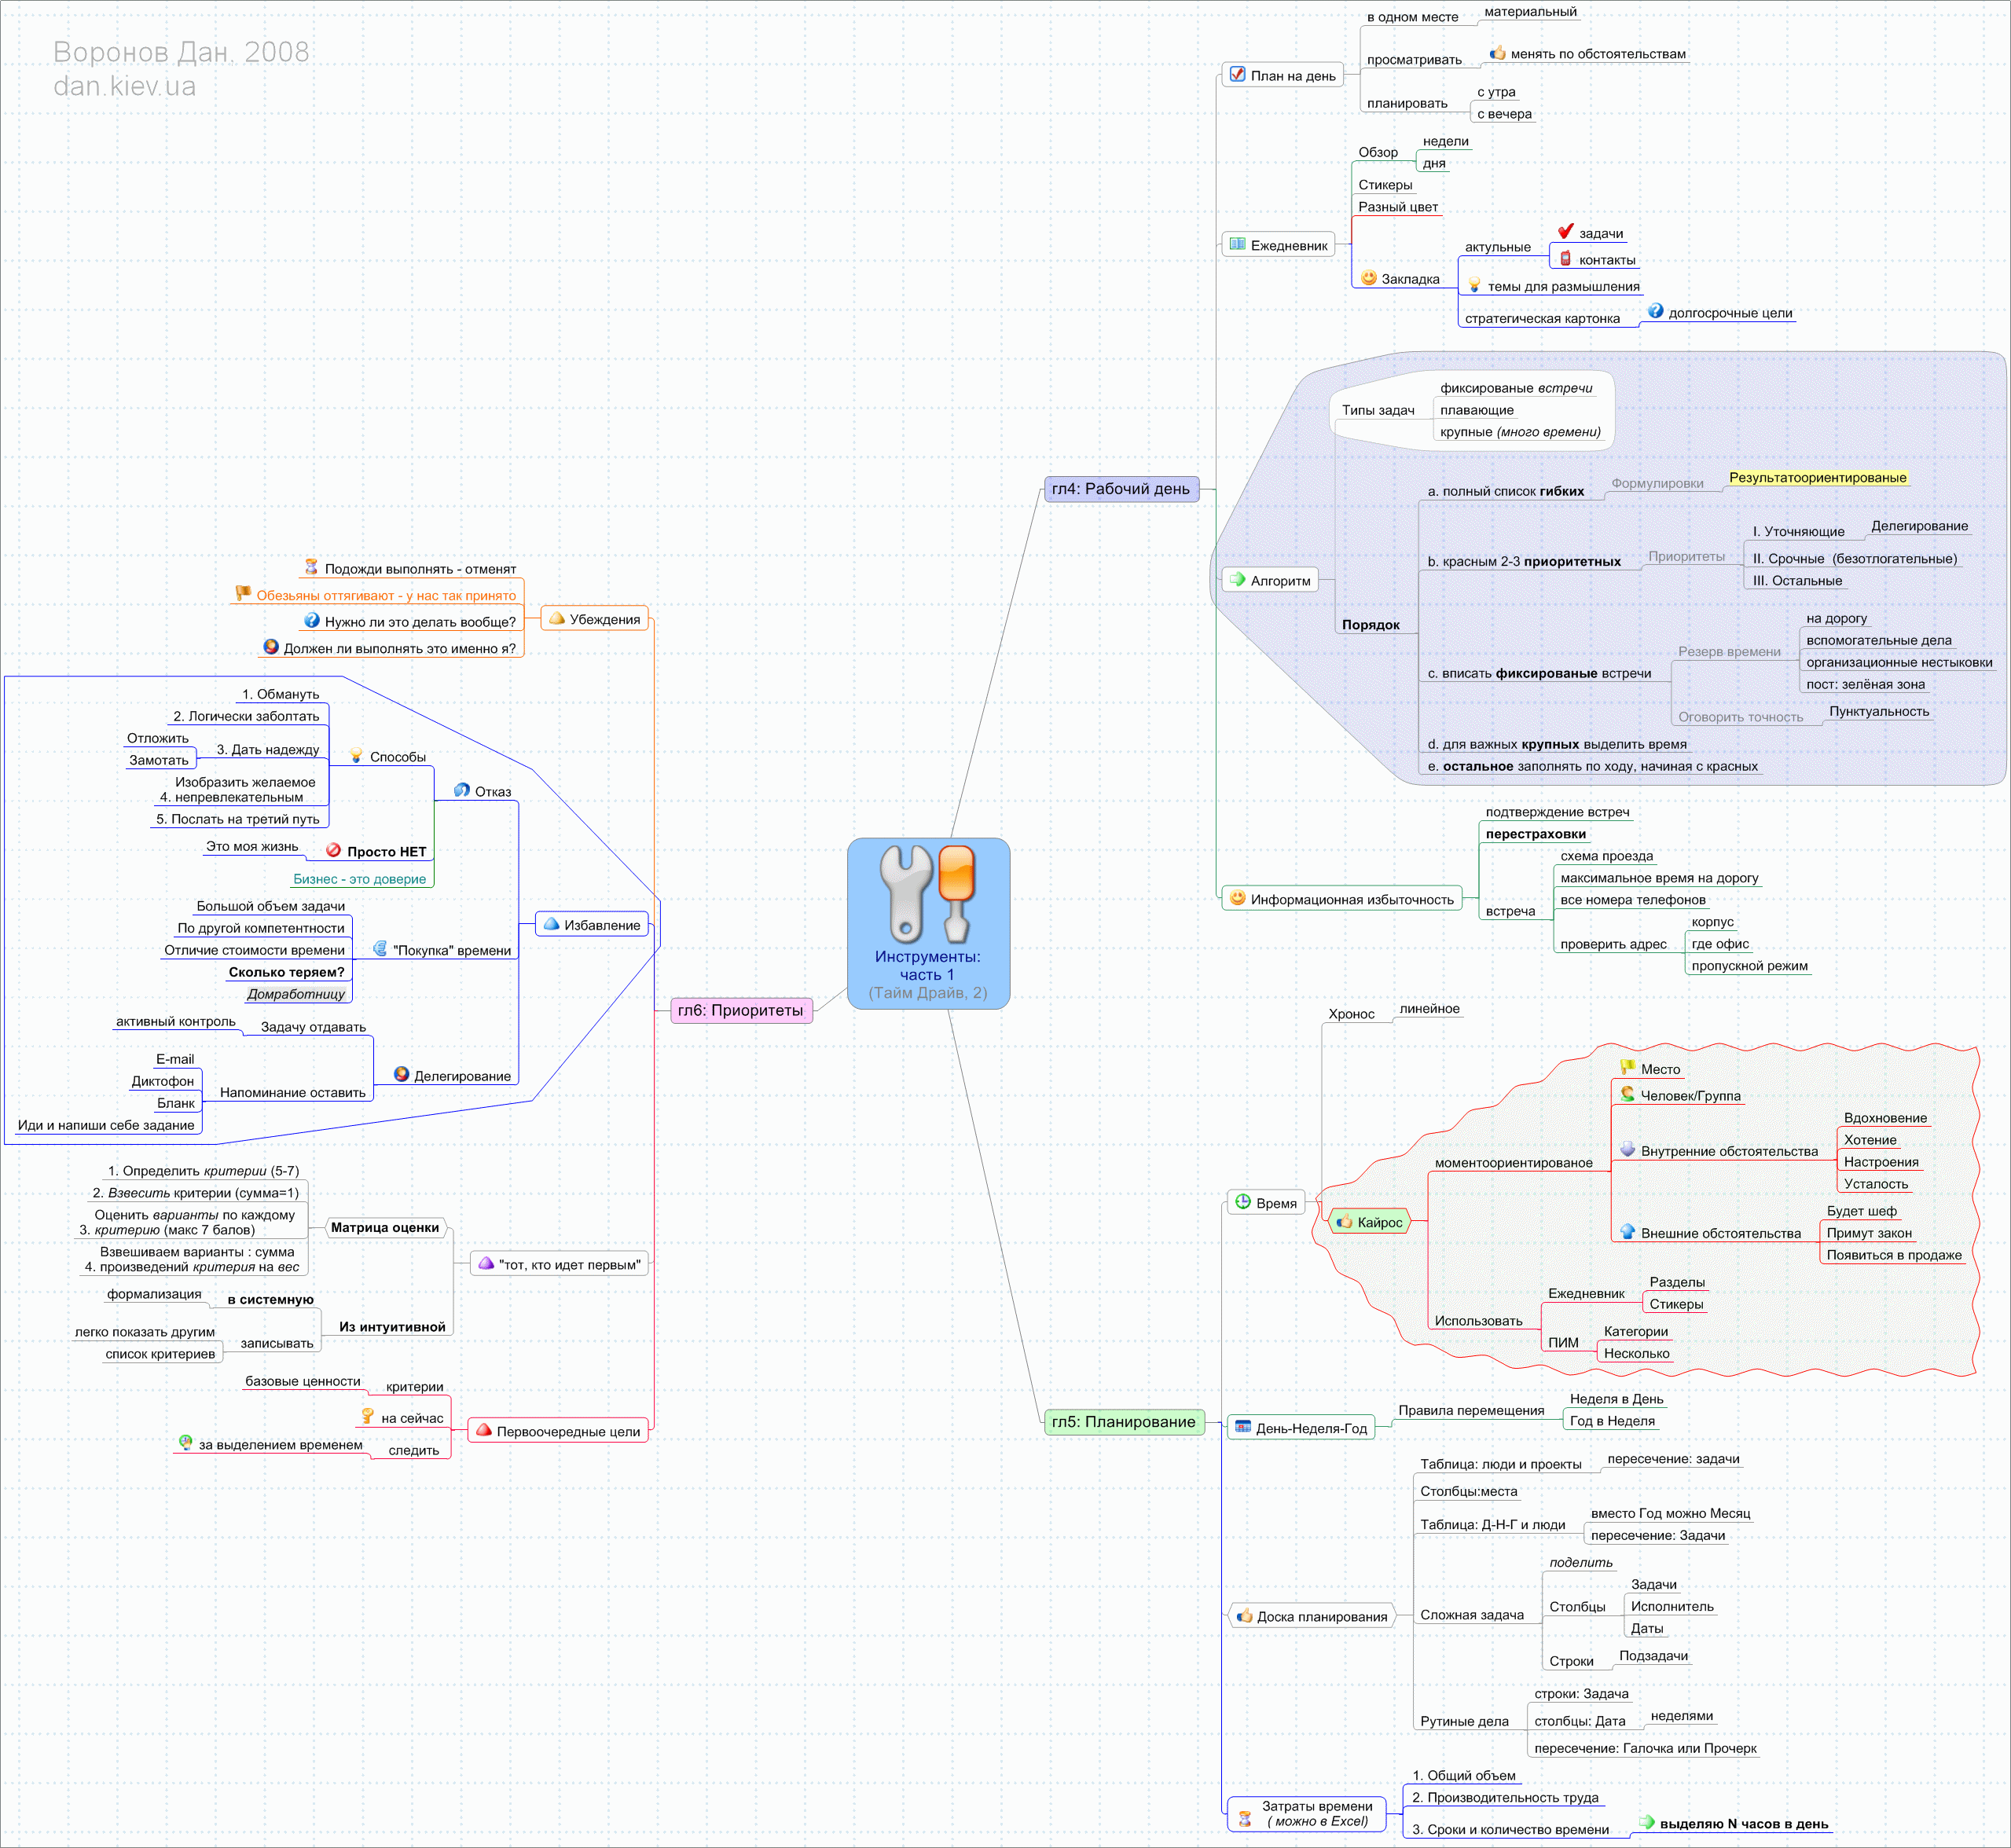 Воронов Дан. 2008
dan.kiev.ua
Инструменты:
часть 1
(Тайм Драйв, 2)
гл4: Рабочий день
План на день
в одном месте
материальный
просматривать
менять по обстоятельствам
планировать
с утра
с вечера
Ежедневник
Обзор
недели
дня
Стикеры
Разный цвет
Закладка
актульные
задачи
контакты
темы для размышления
стратегическая картонка
долгосрочные цели
Алгоритм
Типы задач
фиксированые встречи
плавающие
крупные (много времени)
Порядок
a. полный список гибких
Формулировки
Результатоориентированые
b. красным 2-3 приоритетных
Приоритеты
I. Уточняющие
Делегирование
II. Срочные (безотлогательные)
III. Остальные
c. вписать фиксированые встречи
Резерв времени
на дорогу
вспомогательные дела
организационные нестыковки
пост: зелёная зона
Оговорить точность
Пунктуальность
d. для важных крупных выделить время
e. остальное заполнять по ходу, начиная с красных
Информационная избыточность
подтверждение встреч
перестраховки
встреча
схема проезда
максимальное время на дорогу
все номера телефонов
проверить адрес
корпус
где офис
пропускной режим
гл5: Планирование
Время
Хронос
линейное
Кайрос
моментоориентированое
Место
Человек/Группа
Внутренние обстоятельства
Вдохновение
Хотение
Настроения
Усталость
Внешние обстоятельства
Будет шеф
Примут закон
Появиться в продаже
Использовать
Ежедневник
Разделы
Стикеры
ПИМ
Категории
Несколько
День-Неделя-Год
Правила перемещения
Неделя в День
Год в Неделя
Доска планирования
Таблица: люди и проекты
пересечение: задачи
Столбцы:места
Таблица: Д-Н-Г и люди
вместо Год можно Месяц
пересечение: Задачи
Сложная задача
поделить
Столбцы
Задачи
Исполнитель
Даты
Строки
Подзадачи
Рутиные дела
строки: Задача
столбцы: Дата
неделями
пересечение: Галочка или Прочерк
Затраты времени
( можно в Excel)
1. Общий объем
2. Производительность труда
3. Сроки и количество времени
выделяю N часов в день
гл6: Приоритеты
Убеждения
Подожди выполнять - отменят
Обезьяны оттягивают - у нас так принято
Нужно ли это делать вообще?
Должен ли выполнять это именно я?
Избавление
Отказ
Способы
1. Обмануть
2. Логически заболтать
3. Дать надежду
Отложить
Замотать
Изобразить желаемое
4. непревлекательным
5. Послать на третий путь
Просто НЕТ
Это моя жизнь
Бизнес - это доверие
"Покупка" времени
Большой объем задачи
По другой компетентности
Отличие стоимости времени
Сколько теряем?
Домработницу
Делегирование
Задачу отдавать
активный контроль
Напоминание оставить
E-mail
Диктофон
Бланк
Иди и напиши себе задание
"тот, кто идет первым"
Матрица оценки
1. Определить критерии (5-7)
2. Взвесить критерии (сумма=1)
Оценить варианты по каждому
3. критерию (макс 7 балов)
Взвешиваем варианты : сумма
4. произведений критерия на вес
Из интуитивной
в системную
формализация
записывать
легко показать другим
список критериев
Первоочередные цели
критерии
базовые ценности
на сейчас
следить
за выделением временем